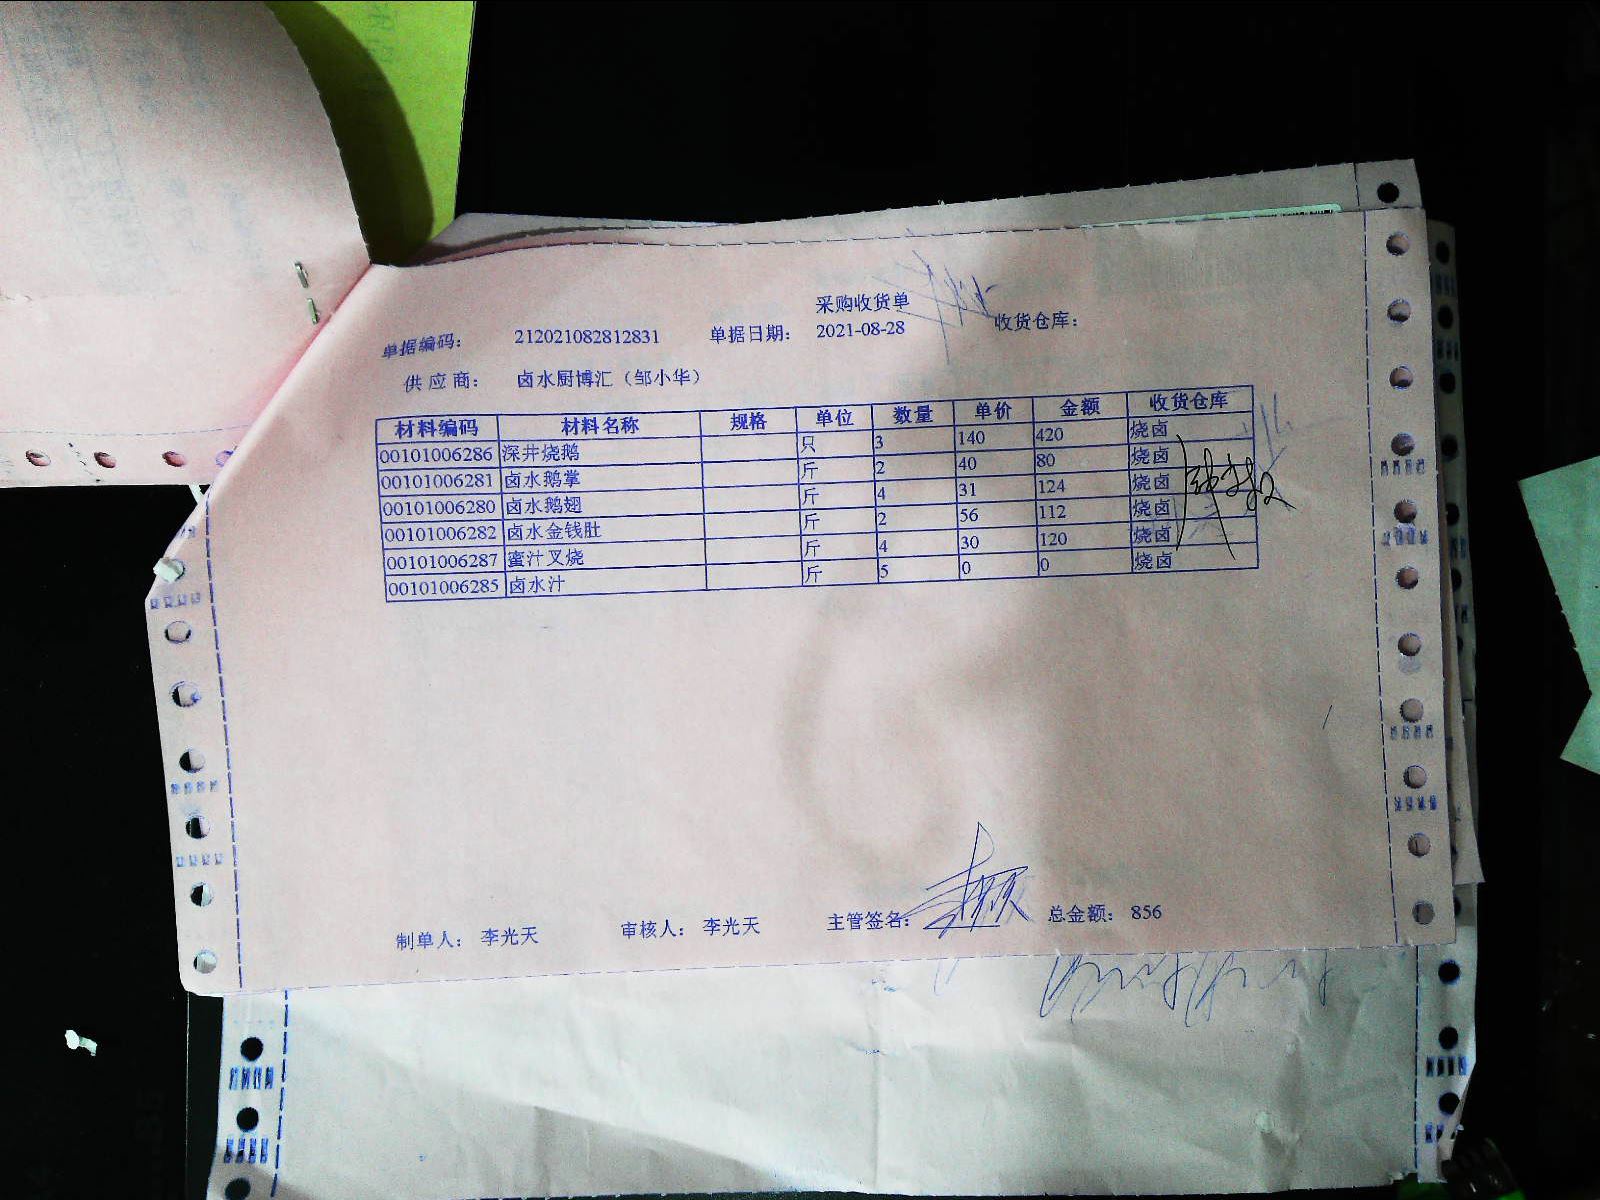 采购收货单
单据编码： 212021082812831 单据日期： 2021-08-28 收货仓库：
供应商： 卤水厨博汇（邹小华）
材料编码 材料名称 规格 单位 数量 单价 金额 收货仓库
00101006286 深井烧鹅 只 3 140 420 烧卤
00101006281 卤水鹅掌 斤 2 40 80 烧卤
00101006280 卤水鹅翅 斤 4 31 124 烧卤
00101006282 卤水金钱肚 斤 2 56 112 烧卤
00101006287 蜜汁叉烧 斤 4 30 120 烧卤
00101006285 卤水汁 斤 5 0 0 烧卤
制单人： 李光天 审核人： 李光天 主管签名： 总金额： 856